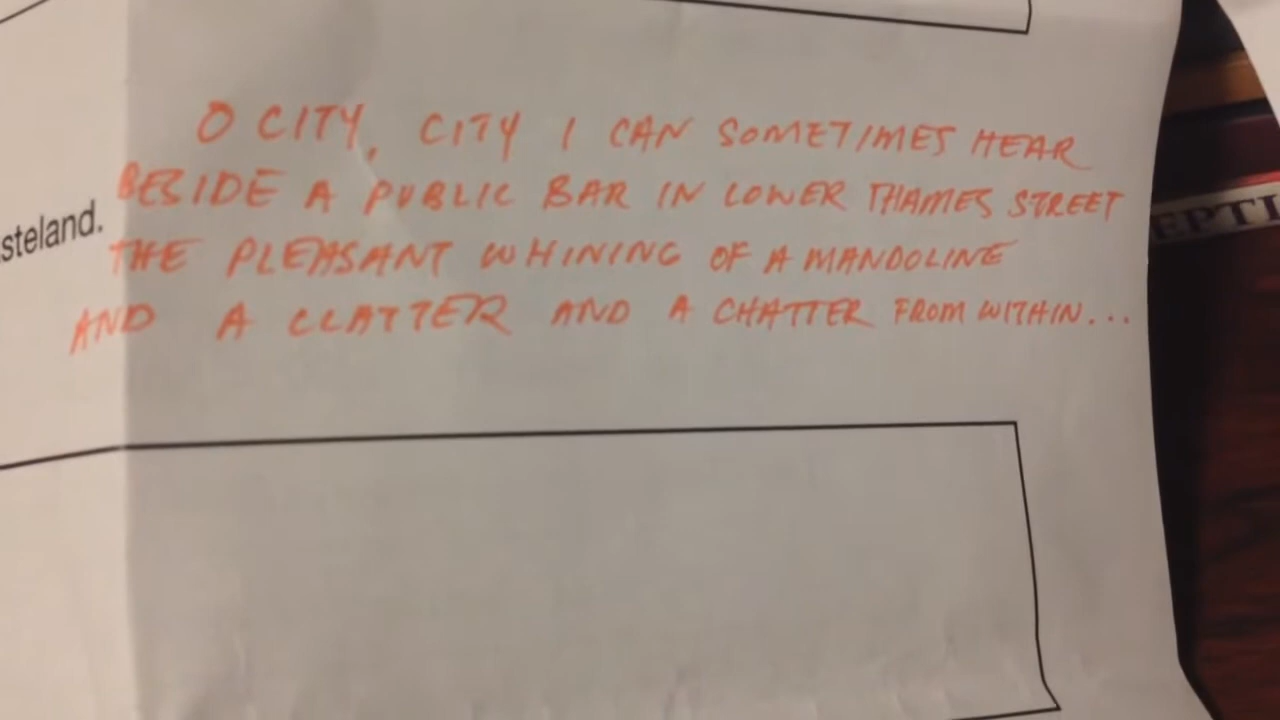 O CITY, CITY I CAN SOMETIMES HEAR
BESIDE A PUBLIC BAR IN LOWER THAMES STREET
steland.
THE PLEASANT WHINING OF A MANDOLINE
AND A CLATTER AND A CHATTER FROM WITHIN...
EPTI